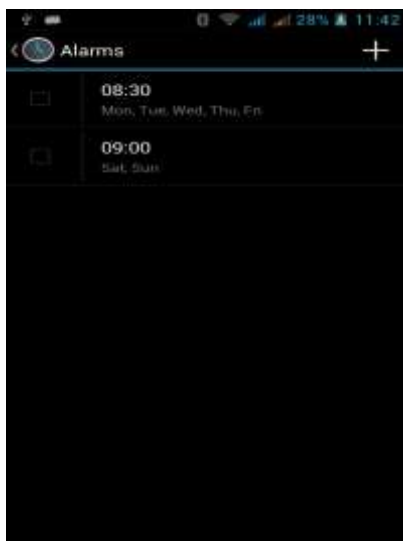 28% 11:42
Alarms
08:30
Mon, Tue, Wed, Thu, Fri
09:00
Sat, Sun